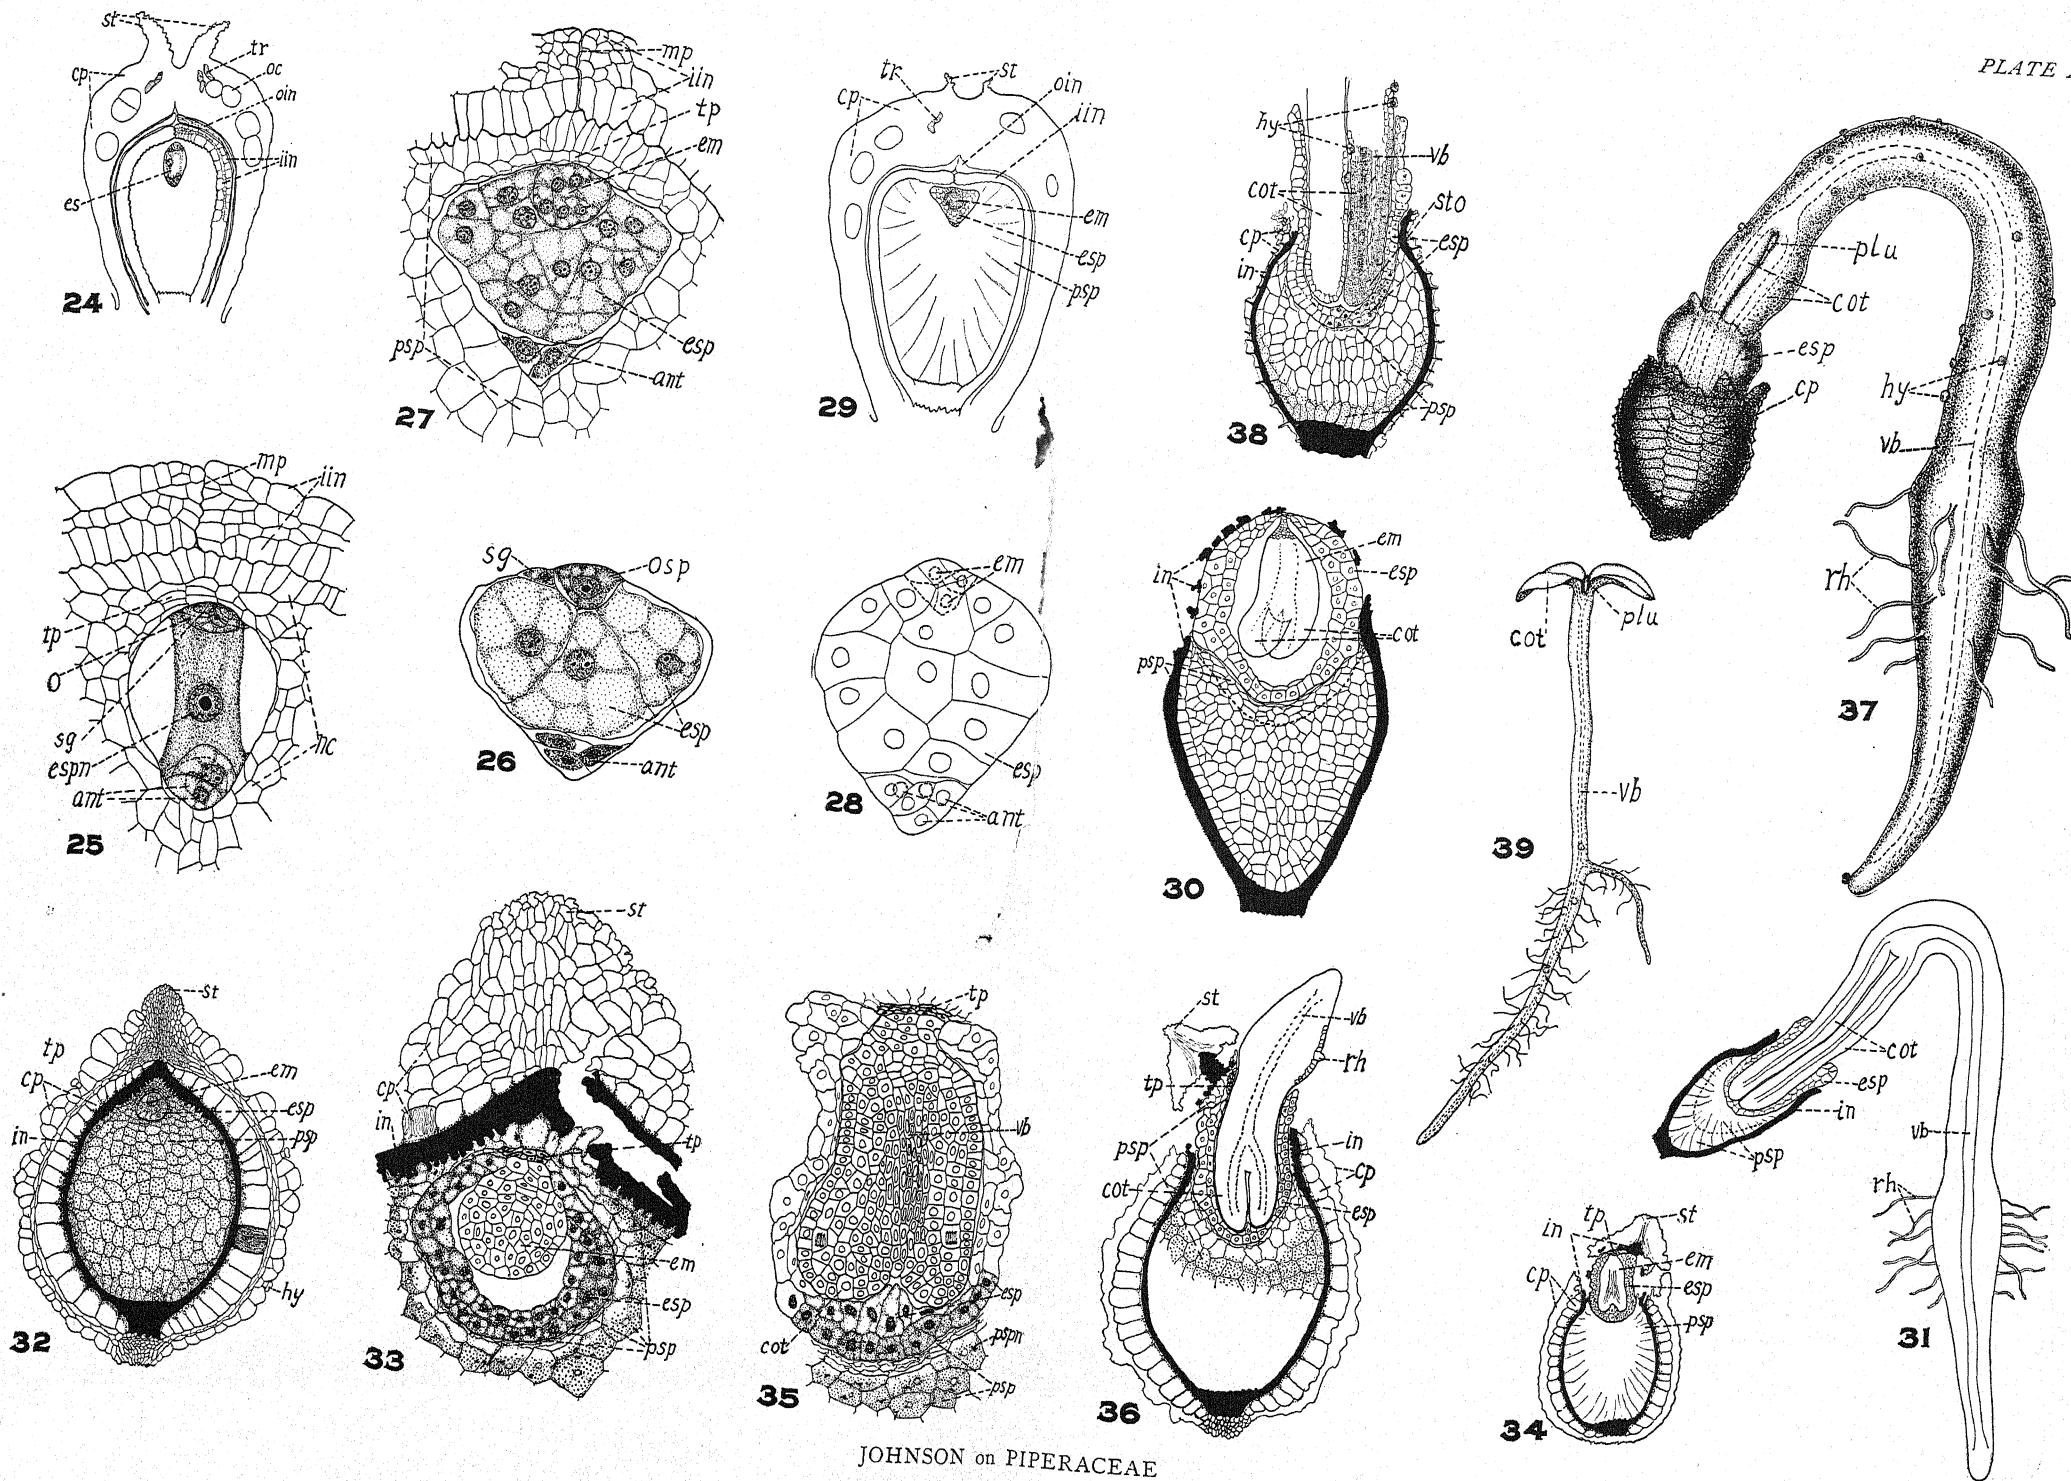 PLATE
st
tr
cp
oc
oin
iin
es
24
mp
iin
tp
em
psp
esp
ant
27
tr
st
cp
oin
iin
em
esp
psp
29
hy
vb
cot
sto
cp
esp
in
psp
38
plu
cot
esp
cp
hy
vb
rh
37
mp
iin
tp
o
sg
espn
nc
ant
25
sg
osp
esp
ant
26
em
esp
ant
28
em
in
esp
cot
psp
30
cot
plu
vb
39
st
tp
em
cp
esp
in
psp
hy
32
st
cp
in
tp
em
esp
psp
33
tp
vb
esp
cot
pspn
psp
35
st
vb
rh
tp
psp
in
cp
cot
esp
36
cot
esp
in
psp
vb
rh
31
tp
st
in
em
cp
esp
psp
34
JOHNSON on PIPERACEAE